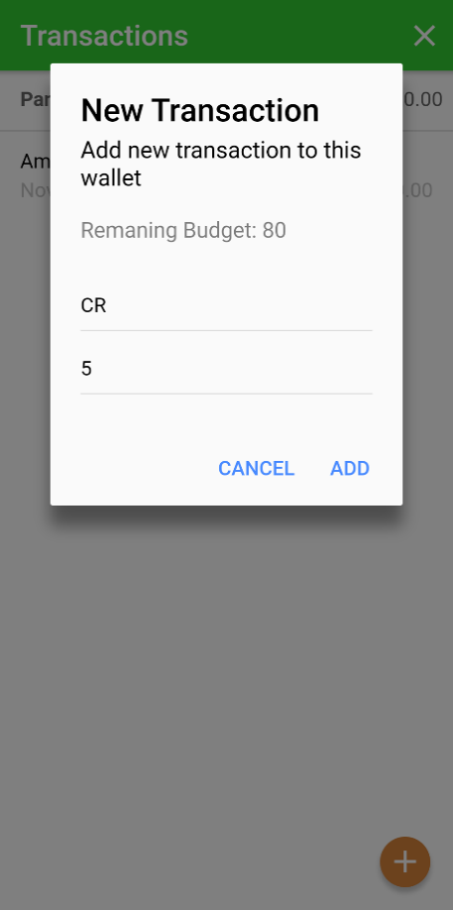 Transactions
New Transaction
Add new transaction to this
wallet
Remaning Budget: 80
CR
5
CANCEL ADD